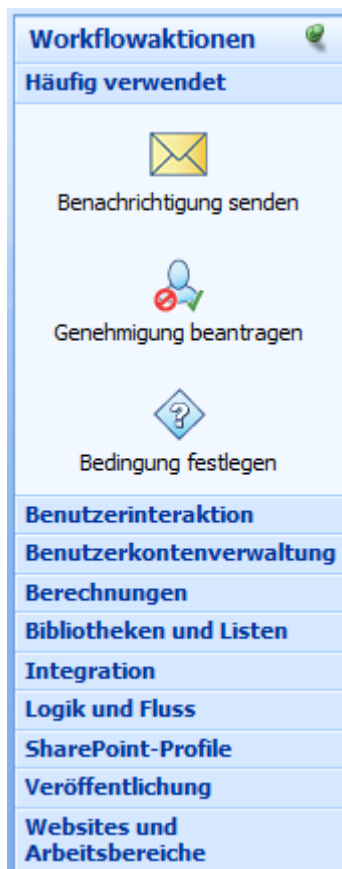 Workflowaktionen
Häufig verwendet
Benachrichtigung senden
Genehmigung beantragen
Bedingung festlegen
Benutzerinteraktion
Benutzerkontenverwaltung
Berechnungen
Bibliotheken und Listen
Integration
Logik und Fluss
SharePoint-Profile
Veröffentlichung
Websites und
Arbeitsbereiche